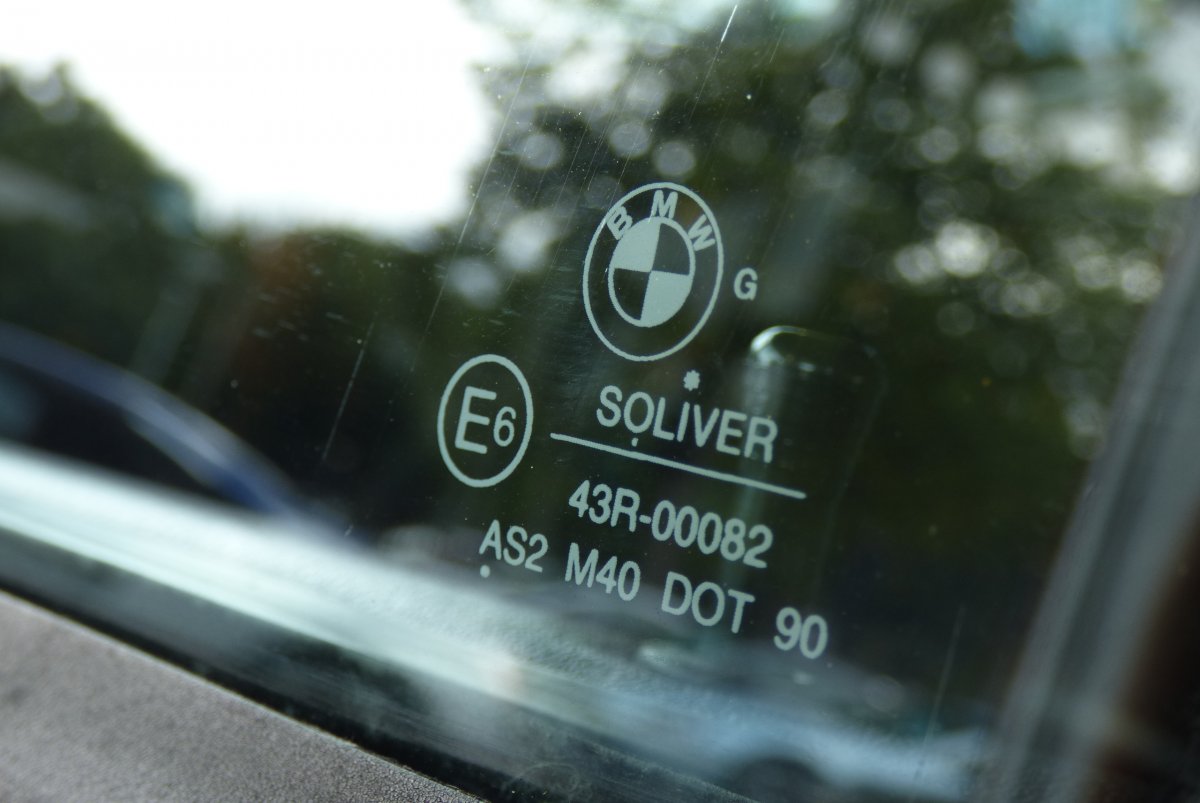 BMW
G
SOLIVER
E6
43R-00082
AS2 M40 DOT 90